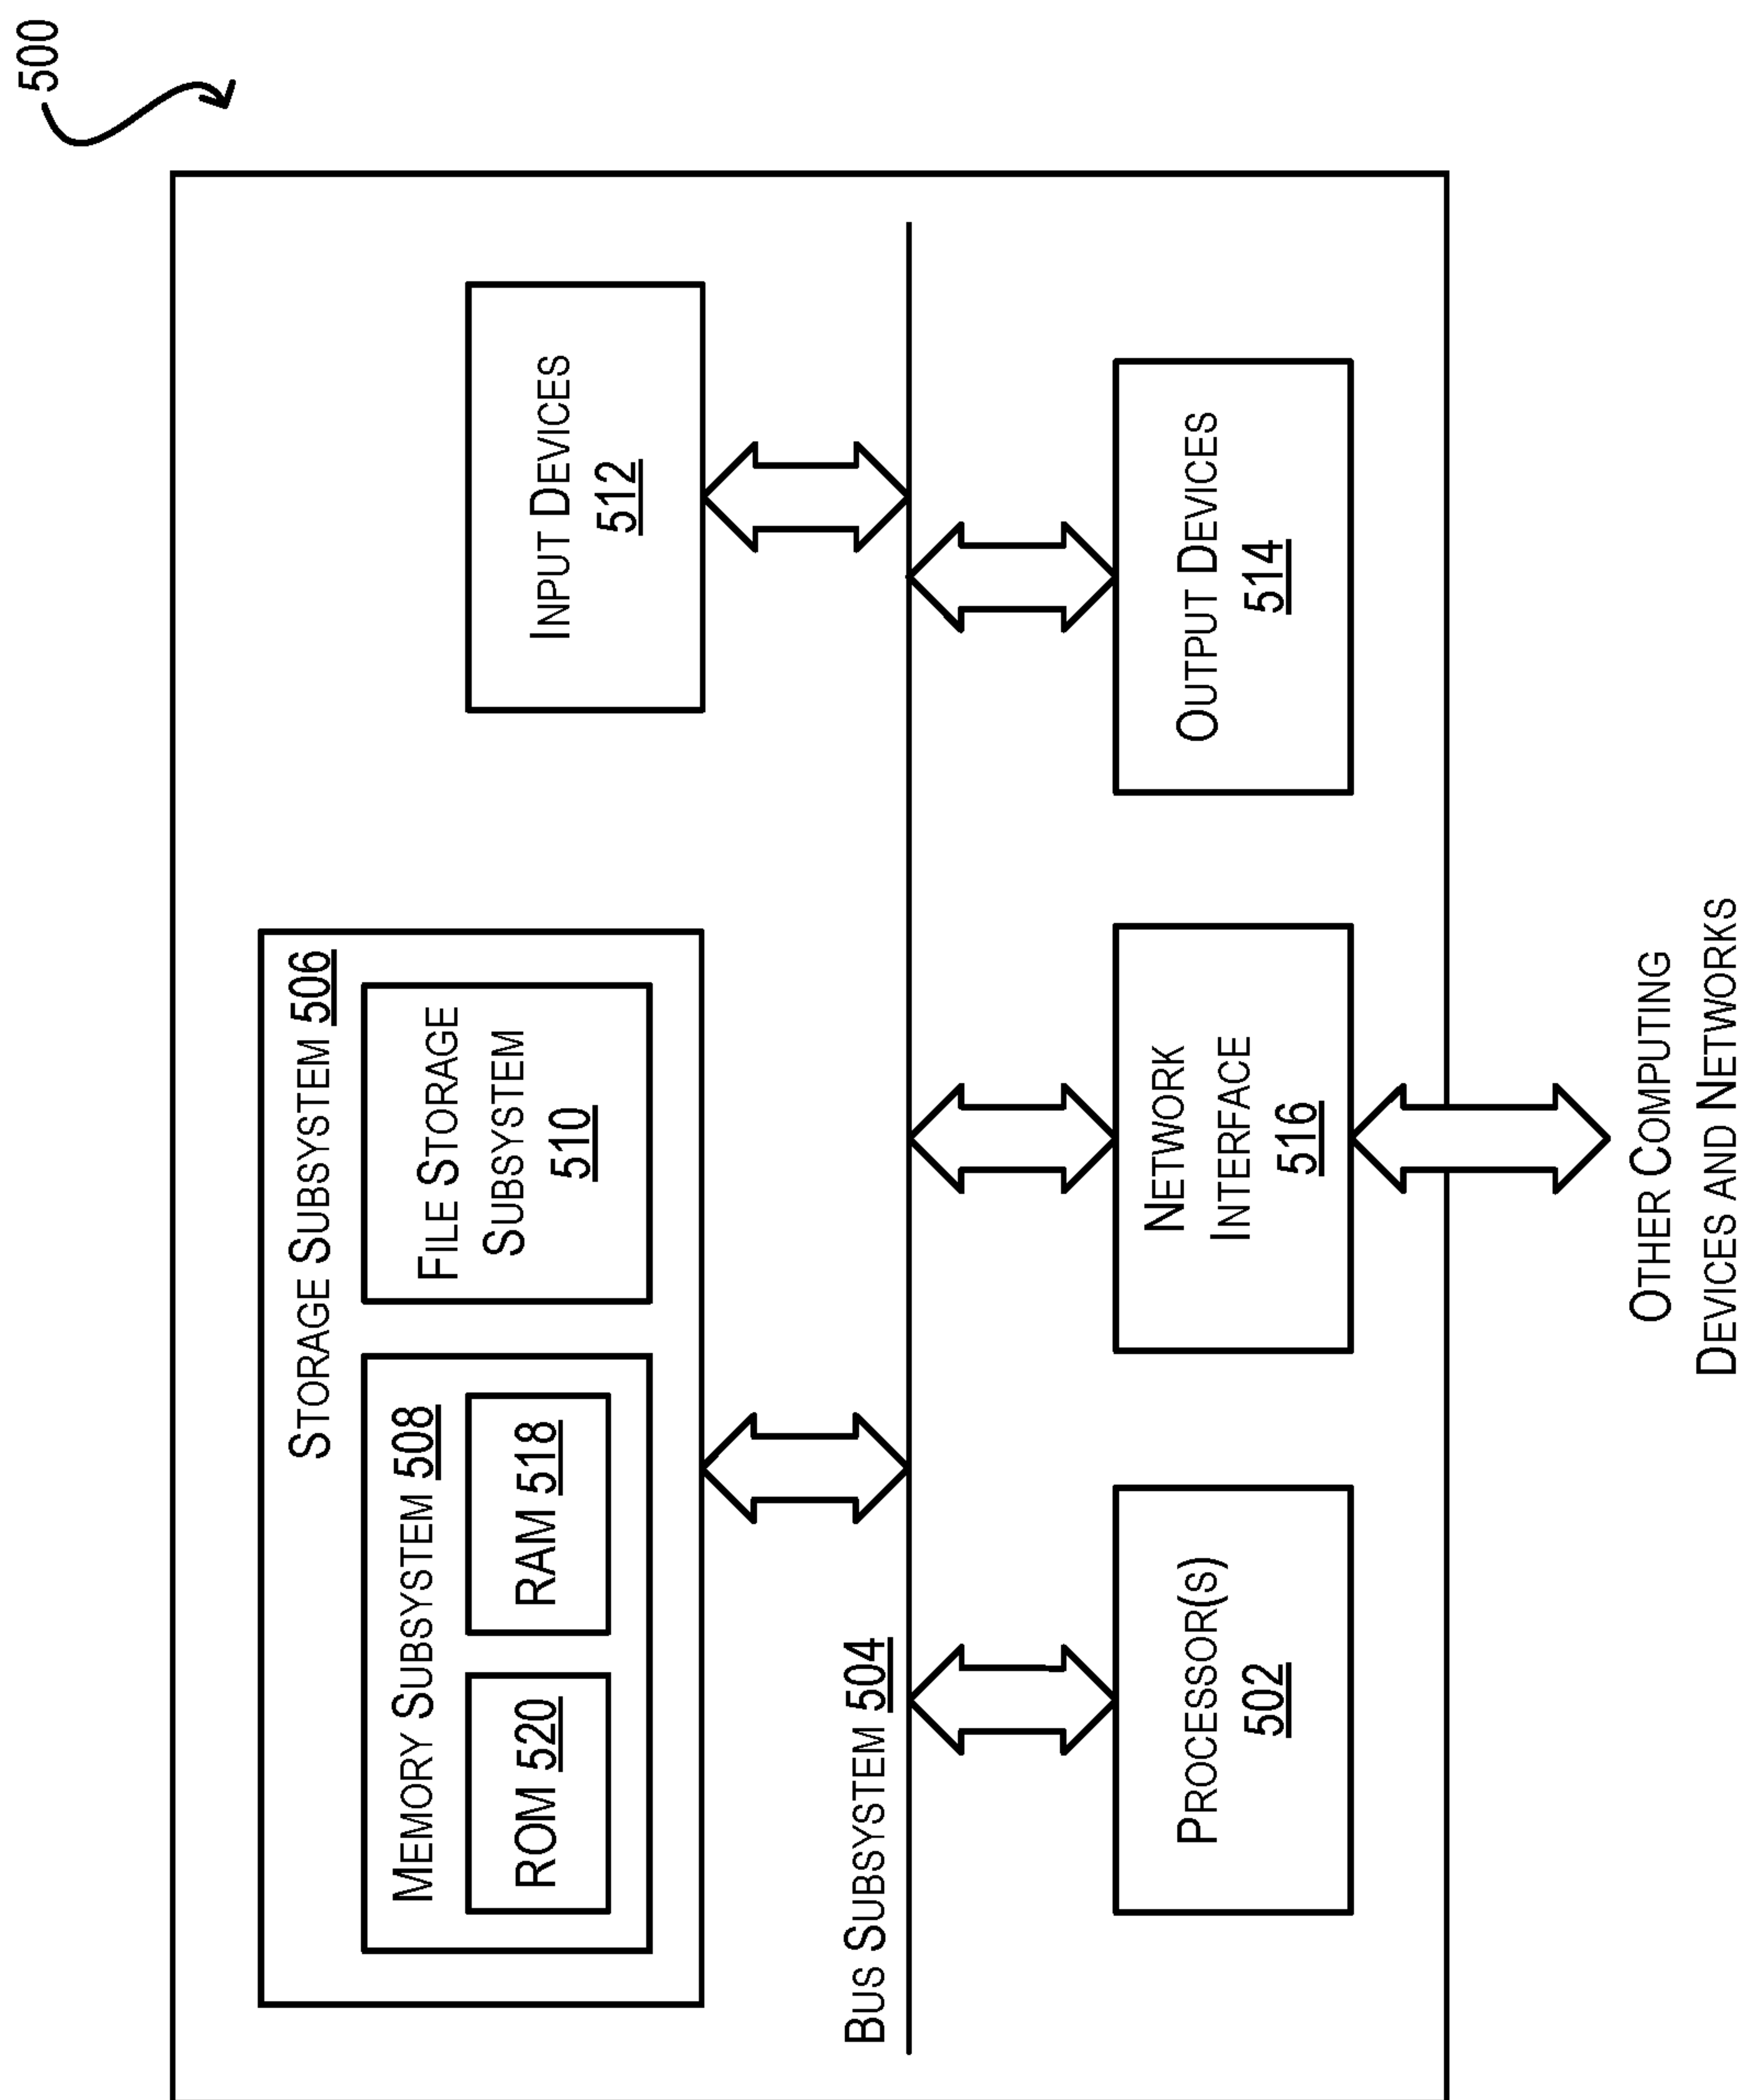 500
STORAGE SUBSYSTEM 506
MEMORY SUBSYSTEM 508
ROM 520
RAM 518
FILE STORAGE
SUBSYSTEM
510
INPUT DEVICES
512
BUS SUBSYSTEM 504
PROCESSOR(S)
502
NETWORK
INTERFACE
516
OUTPUT DEVICES
514
OTHER COMPUTING
DEVICES AND NETWORKS